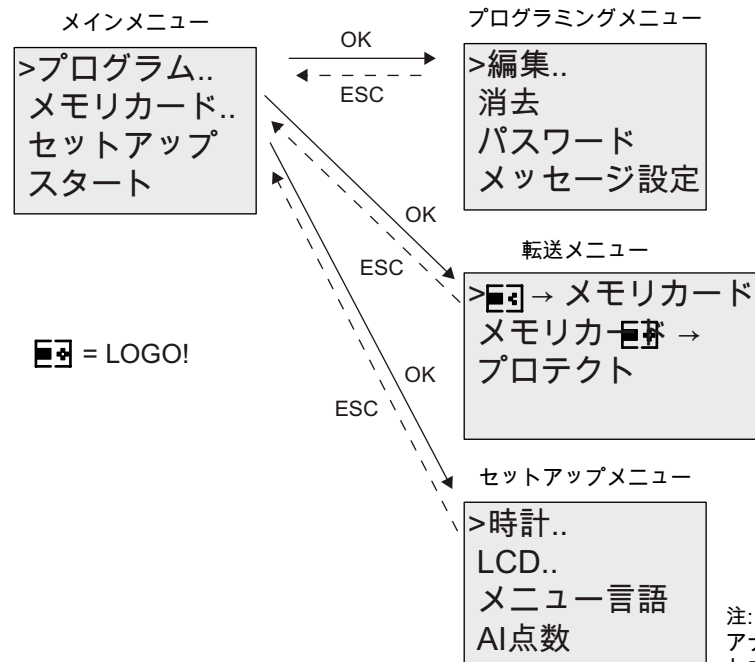 メインメニュー
>プログラム..
メモリカード..
セットアップ
スタート
OK
ESC
プログラミングメニュー
>編集..
消去
パスワード
メッセージ設定
OK
ESC
転送メニュー
> → メモリカード
メモリカード →
プロテクト
= LOGO!
OK
ESC
セットアップメニュー
>時計..
LCD..
メニュー言語
AI点数
注: